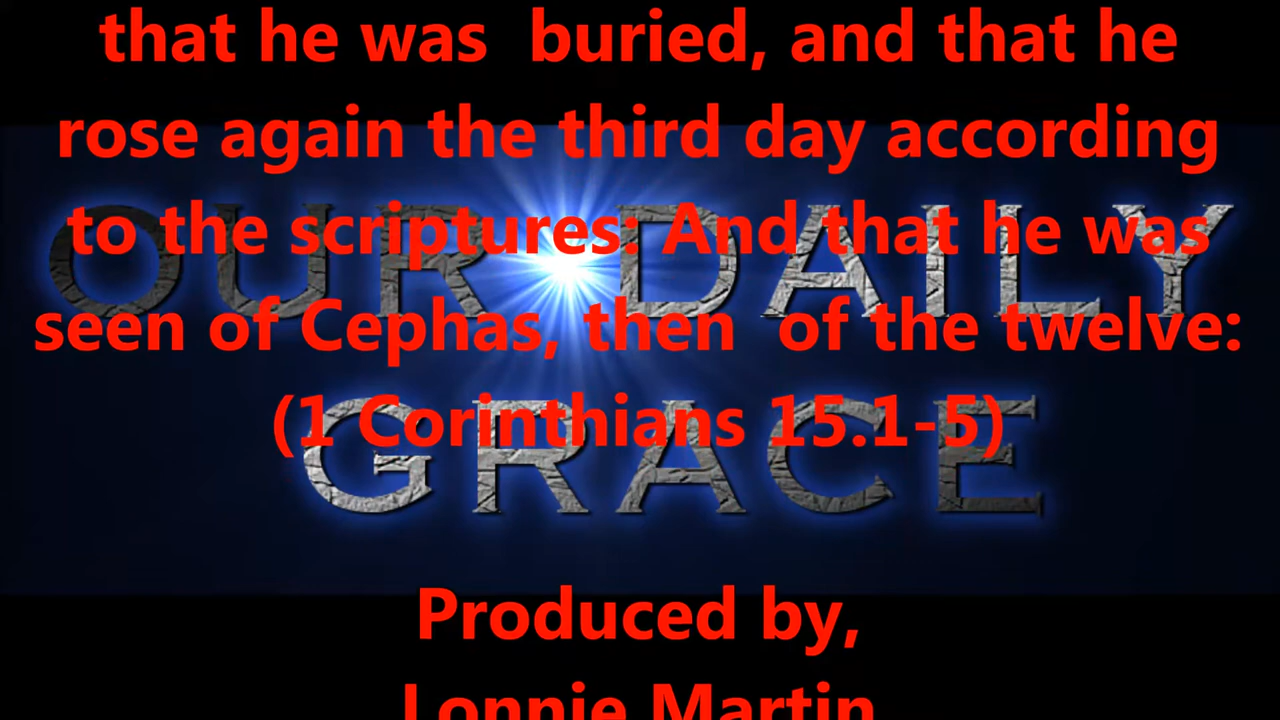 that he was  buried, and that he
rose again the third day according
to the scriptures: And that he was
seen of Cephas, then  of the twelve:
(1 Corinthians 15.1-5)
OUR DAILY
GRACE
Produced by,
Lonnie Martin